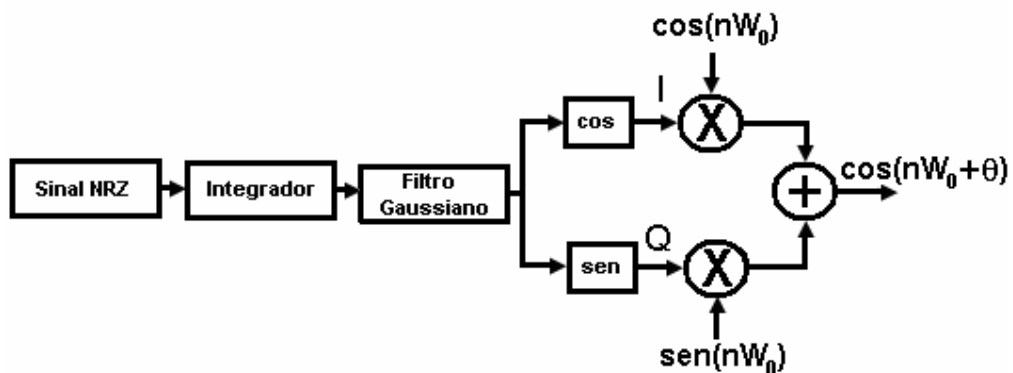 cos(nW₀)
I
cos
X
Sinal NRZ
Integrador
Filtro
Gaussiano
+
cos(nW₀+θ)
Q
sen
X
sen(nW₀)